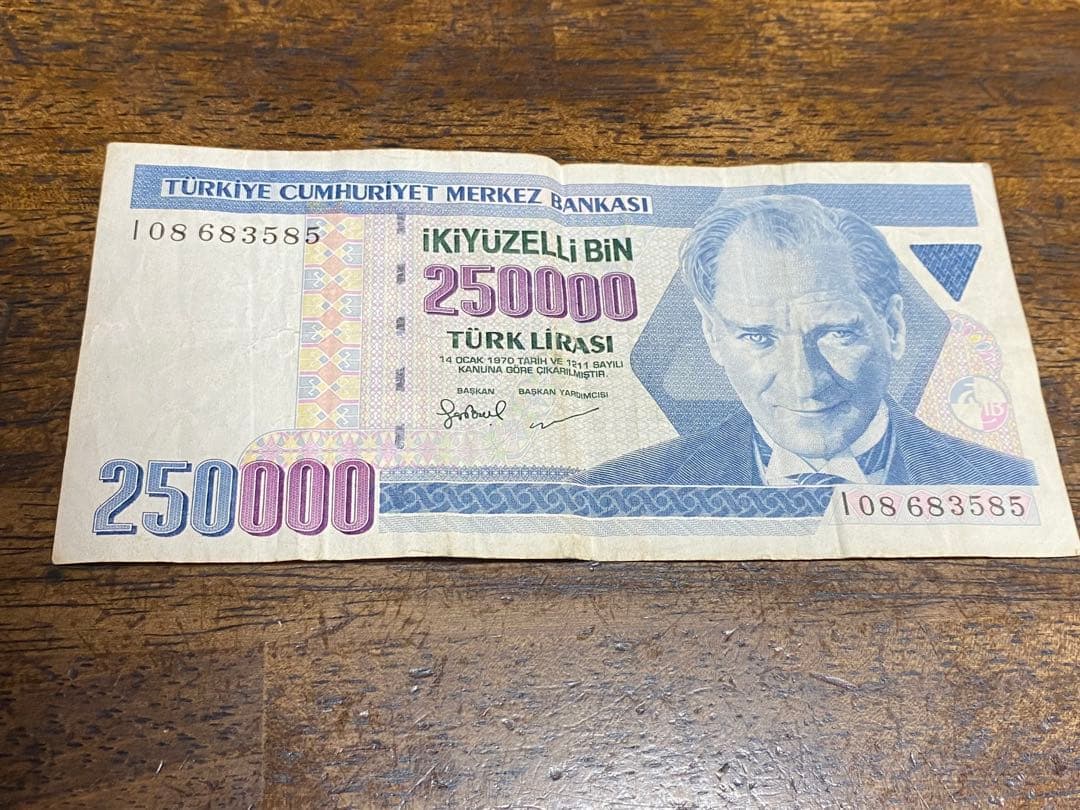 TÜRKİYE CUMHURİYET MERKEZ BANKASI
I08 683585
İKİYÜZELLİ BİN
250000
TÜRK LİRASI
14 OCAK 1970 TARİH VE 1211 SAYILI
KANUNA GÖRE ÇIKARILMIŞTIR.
BAŞKAN BAŞKAN YARDIMCISI
250000
I08 683585